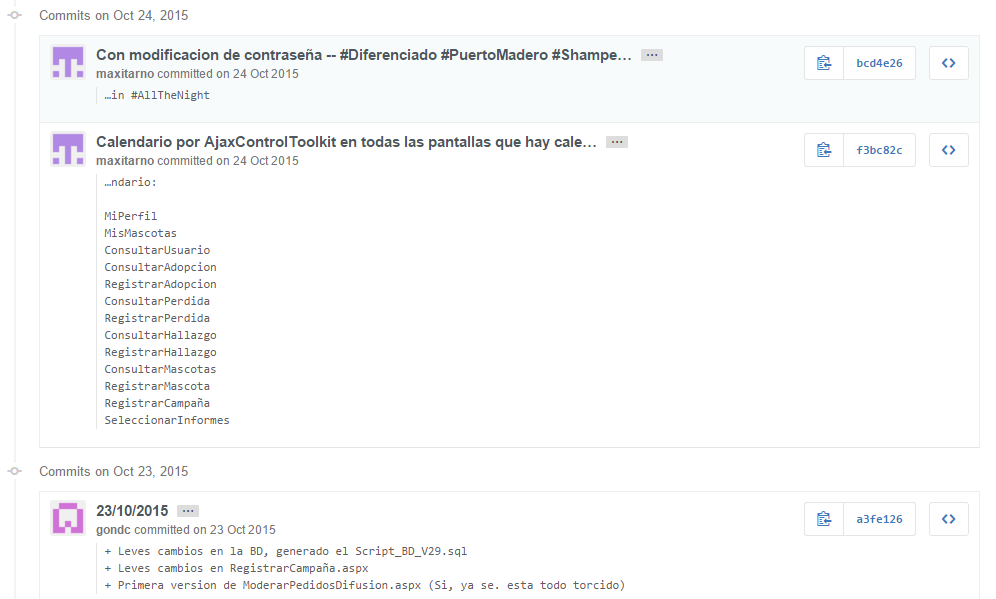 Commits on Oct 24, 2015
Con modificacion de contraseña -- #Diferenciado #PuertoMadero #Shampe… …
maxitarno committed on 24 Oct 2015
bcd4e26
…in #AllTheNight
Calendario por AjaxControlToolkit en todas las pantallas que hay cale… …
maxitarno committed on 24 Oct 2015
f3bc82c
…ndario:
MiPerfil
MisMascotas
ConsultarUsuario
ConsultarAdopcion
RegistrarAdopcion
ConsultarPerdida
RegistrarPerdida
ConsultarHallazgo
RegistrarHallazgo
ConsultarMascotas
RegistrarMascota
RegistrarCampaña
SeleccionarInformes
Commits on Oct 23, 2015
23/10/2015 …
gondc committed on 23 Oct 2015
a3fe126
+ Leves cambios en la BD, generado el Script_BD_V29.sql
+ Leves cambios en RegistrarCampaña.aspx
+ Primera version de ModerarPedidosDifusion.aspx (Si, ya se. esta todo torcido)